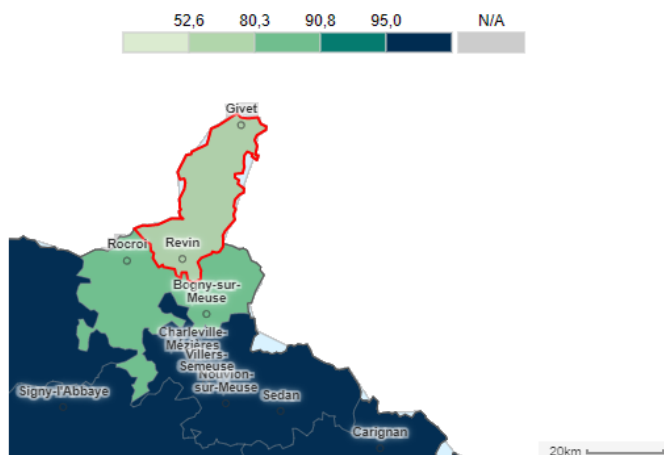 52,6 80,3 90,8 95,0 N/A
Givet
Rocroi
Revin
Bogny-sur-
Meuse
Charleville-
Mézières
Villers-
Semeuse
Nouvion-
sur-Meuse
Signy-l'Abbaye
Sedan
Carignan
20km